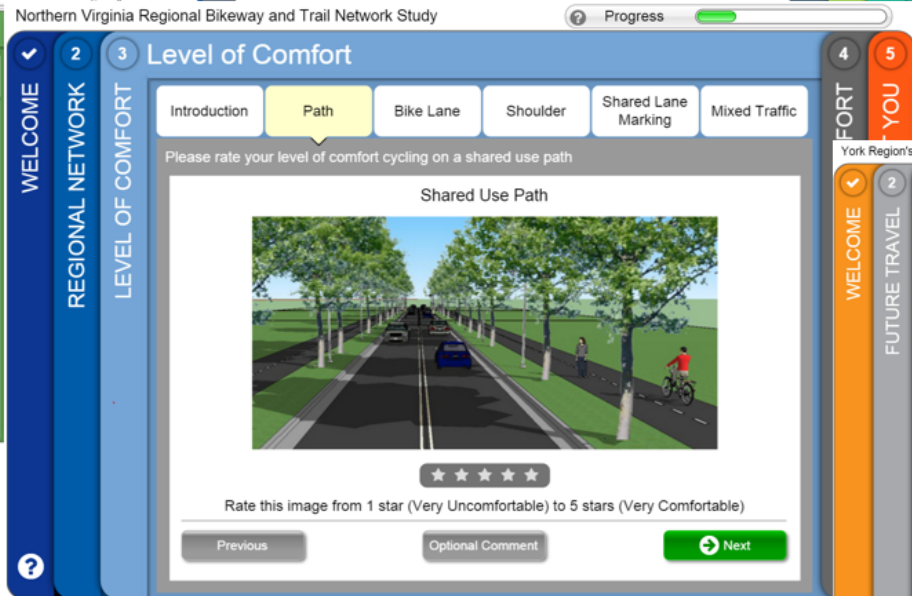 Northern Virginia Regional Bikeway and Trail Network Study
? Progress
WELCOME
2
REGIONAL NETWORK
3
LEVEL OF COMFORT
Level of Comfort
Introduction
Path
Bike Lane
Shoulder
Shared Lane
Marking
Mixed Traffic
Please rate your level of comfort cycling on a shared use path
Shared Use Path
Rate this image from 1 star (Very Uncomfortable) to 5 stars (Very Comfortable)
Previous
Optional Comment
Next
?
4
FORT
5
YOU
York Region's
WELCOME
2
FUTURE TRAVEL